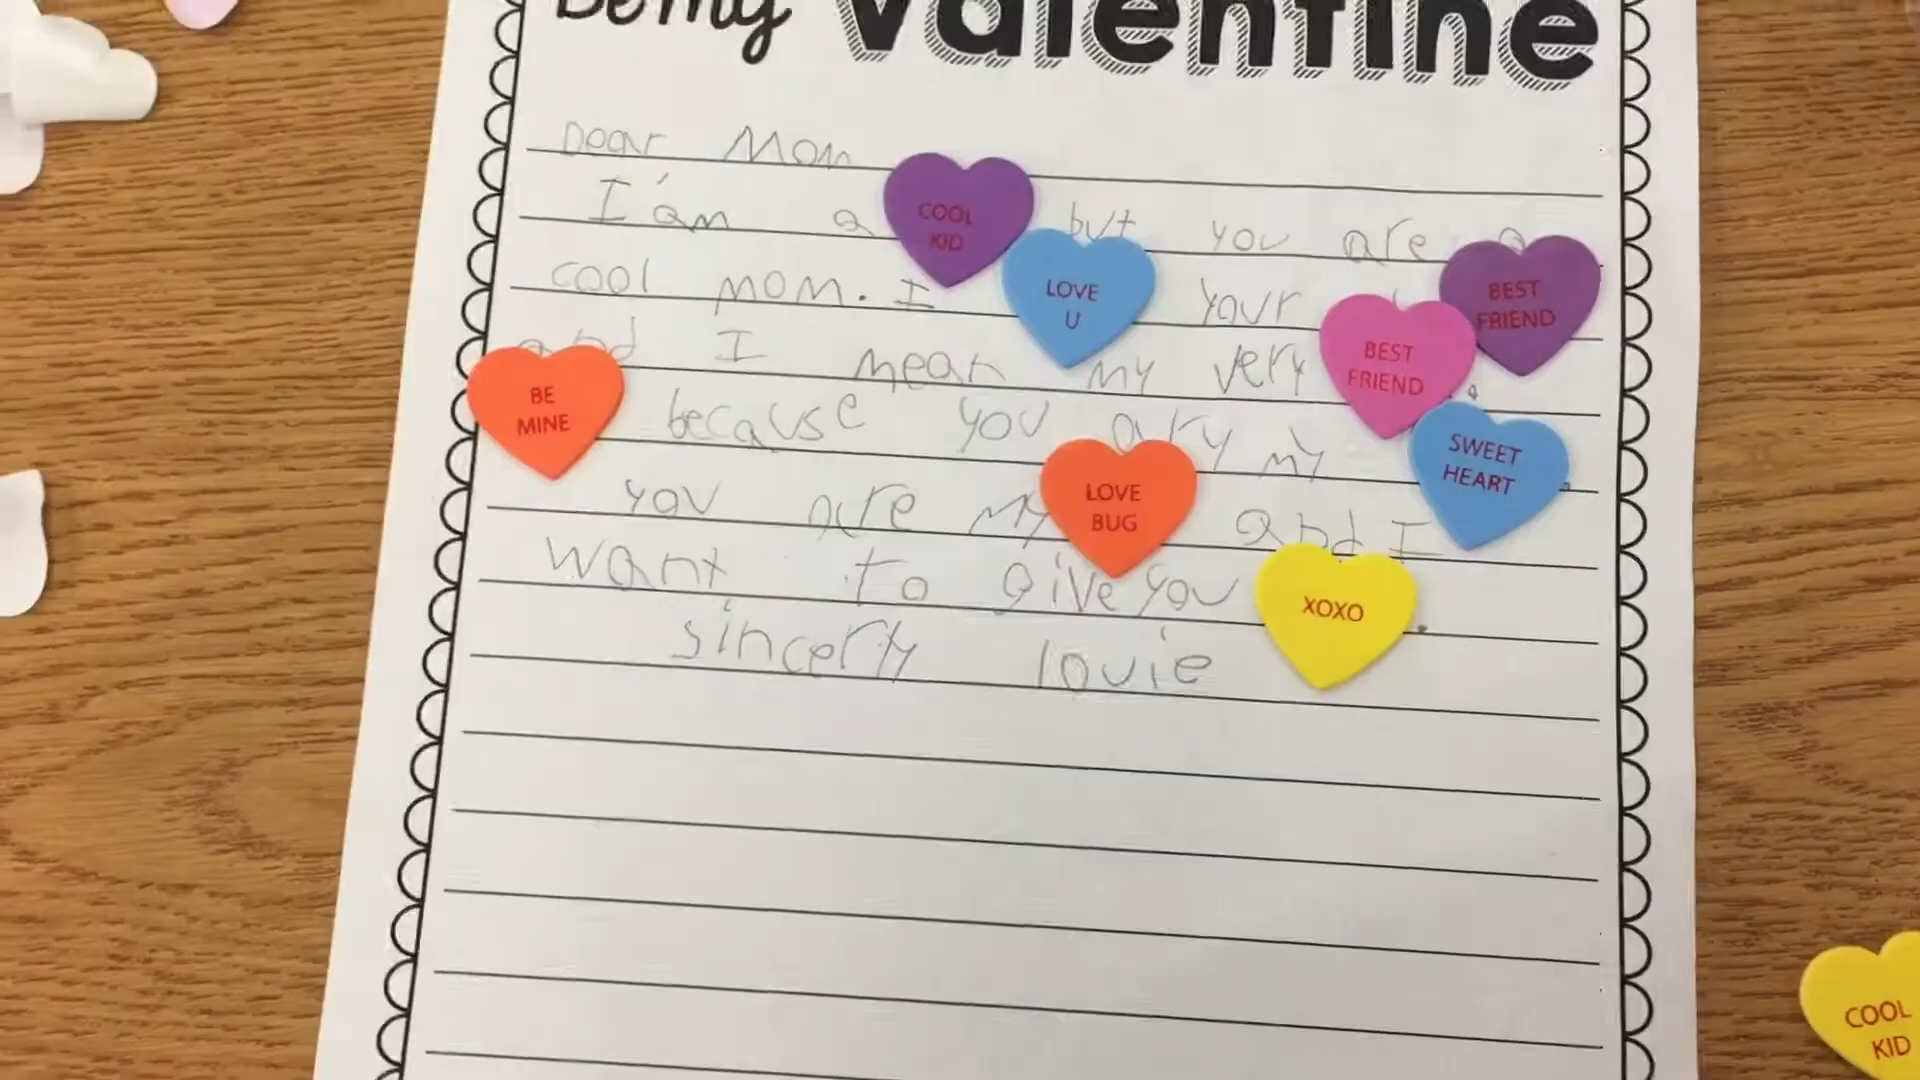 Be my Valentine
Dear Mom
I'am a COOL KID but you are a
cool mom. I LOVE U your BEST FRIEND
and I mean my very BEST FRIEND.
BE MINE because you ary my SWEET HEART.
you are my LOVE BUG and I
want to give you XOXO.
sincerly louie
COOL KID